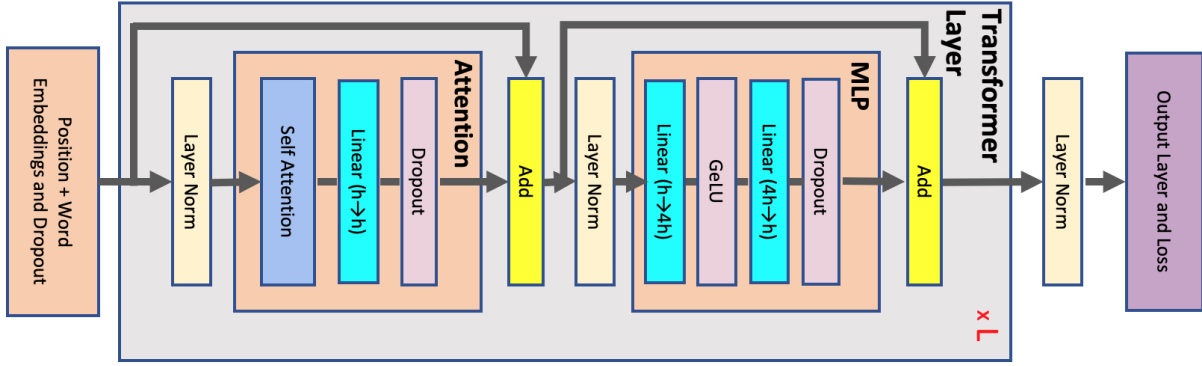 Position + Word
Embeddings and Dropout
Layer Norm
Self Attention
Linear (h→h)
Dropout
Attention
Add
Layer Norm
Linear (h→4h)
GeLU
Linear (4h→h)
Dropout
MLP
Add
Transformer
Layer
x L
Layer Norm
Output Layer and Loss